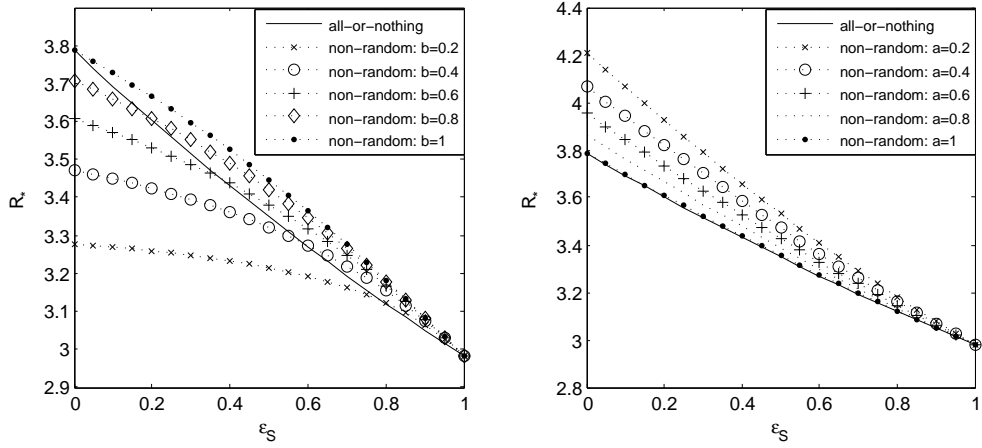 all-or-nothing
non-random: b=0.2
non-random: b=0.4
non-random: b=0.6
non-random: b=0.8
non-random: b=1
3.8
3.7
3.6
3.5
3.4
3.3
3.2
3.1
3
2.9
R*
0
0.2
0.4
0.6
0.8
1
εS
all-or-nothing
non-random: a=0.2
non-random: a=0.4
non-random: a=0.6
non-random: a=0.8
non-random: a=1
4.4
4.2
4
3.8
3.6
3.4
3.2
3
2.8
R*
0
0.2
0.4
0.6
0.8
1
εS